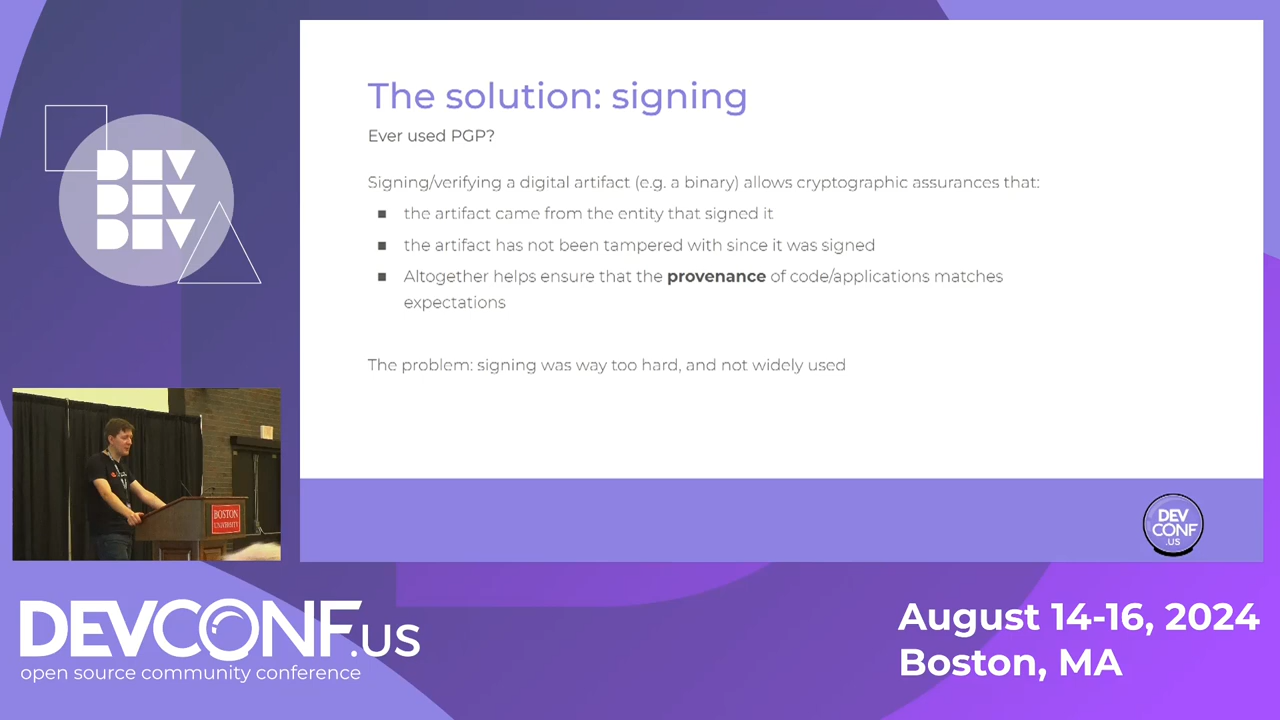 The solution: signing
Ever used PGP?
Signing/verifying a digital artifact (e.g. a binary) allows cryptographic assurances that:
■ the artifact came from the entity that signed it
■ the artifact has not been tampered with since it was signed
■ Altogether helps ensure that the provenance of code/applications matches
expectations
The problem: signing was way too hard, and not widely used
DEV
DEV
DEV
BOSTON
UNIVERSITY
DEV
CONF
.US
DEVCONF.us
open source community conference
August 14-16, 2024
Boston, MA